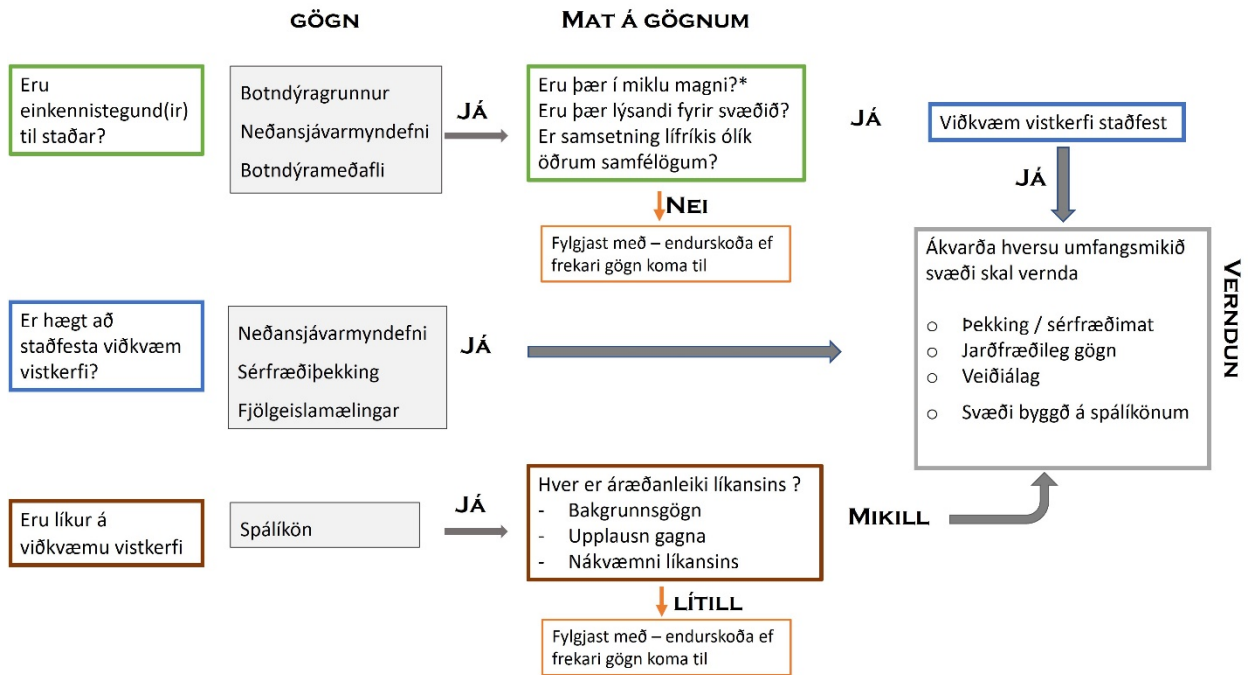 GÖGN
MAT Á GÖGNUM
Eru
einkennistegund(ir)
til staðar?
Botndýragrunnur
Neðansjávarmyndefni
Botndýrameðafli
JÁ
Eru þær í miklu magni?*
Eru þær lýsandi fyrir svæðið?
Er samsetning lífríkis ólík
öðrum samfélögum?
JÁ
Viðkvæm vistkerfi staðfest
JÁ
NEI
Fylgjast með – endurskoða ef
frekari gögn koma til
Er hægt að
staðfesta viðkvæm
vistkerfi?
Neðansjávarmyndefni
Sérfræðiþekking
Fjölgeislamælingar
JÁ
Ákvarða hversu umfangsmikið
svæði skal vernda
o Þekking / sérfræðimat
o Jarðfræðileg gögn
o Veiðiálag
o Svæði byggð á spálíkönum
VERNDUN
Eru líkur á
viðkvæmu vistkerfi
Spálíkön
JÁ
Hver er áræðanleiki líkansins ?
- Bakgrunnsgögn
- Upplausn gagna
- Nákvæmni líkansins
MIKILL
LÍTILL
Fylgjast með – endurskoða ef
frekari gögn koma til